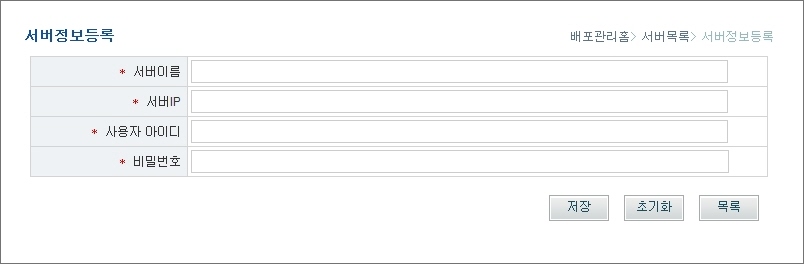 서버정보등록
배포관리홈> 서버목록> 서버정보등록
* 서버이름
* 서버IP
* 사용자 아이디
* 비밀번호
저장 초기화 목록